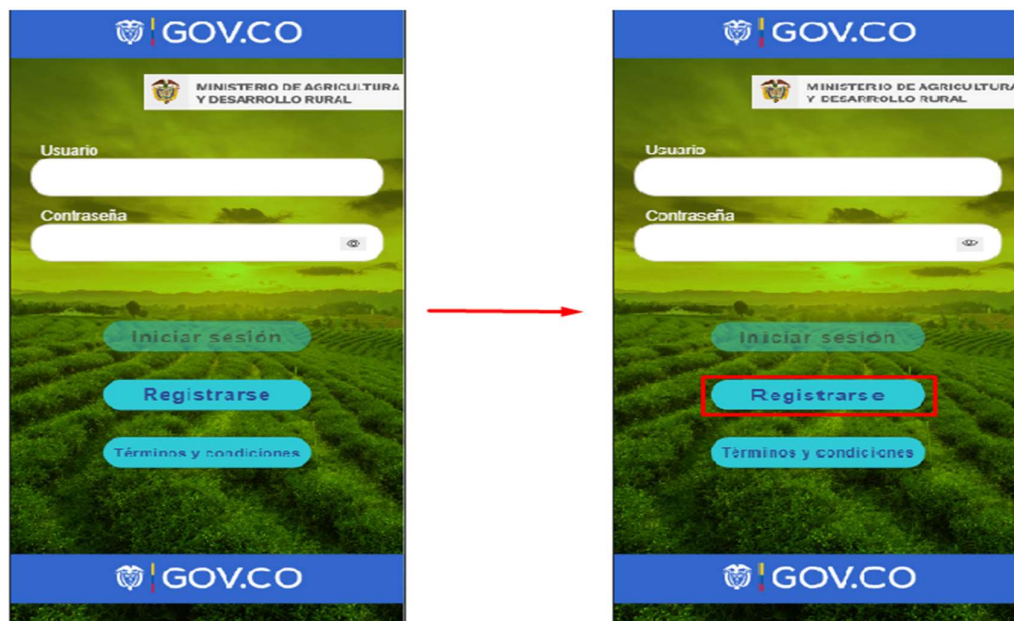 GOV.CO
MINISTERIO DE AGRICULTURA
Y DESARROLLO RURAL
Usuario
Contraseña
Iniciar sesión
Registrarse
Términos y condiciones
GOV.CO
GOV.CO
MINISTERIO DE AGRICULTURA
Y DESARROLLO RURAL
Usuario
Contraseña
Iniciar sesión
Registrarse
Términos y condiciones
GOV.CO